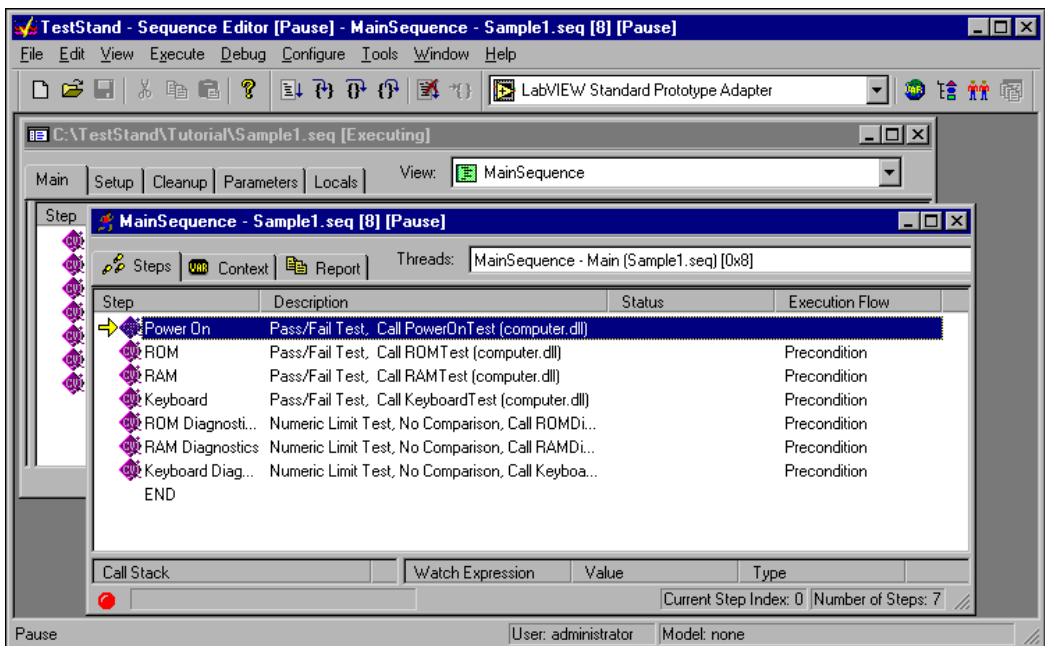 TestStand - Sequence Editor [Pause] - MainSequence - Sample1.seq [8] [Pause]
File Edit View Execute Debug Configure Tools Window Help
LabVIEW Standard Prototype Adapter
C:\TestStand\Tutorial\Sample1.seq [Executing]
Main Setup Cleanup Parameters Locals View: MainSequence
Step
MainSequence - Sample1.seq [8] [Pause]
Steps Context Report Threads: MainSequence - Main (Sample1.seq) [0x8]
Step Description Status Execution Flow
Power On Pass/Fail Test, Call PowerOnTest (computer.dll)
ROM Pass/Fail Test, Call ROMTest (computer.dll) Precondition
RAM Pass/Fail Test, Call RAMTest (computer.dll) Precondition
Keyboard Pass/Fail Test, Call KeyboardTest (computer.dll) Precondition
ROM Diagnosti... Numeric Limit Test, No Comparison, Call ROMDi... Precondition
RAM Diagnostics Numeric Limit Test, No Comparison, Call RAMDi... Precondition
Keyboard Diag... Numeric Limit Test, No Comparison, Call Keyboa... Precondition
END
Call Stack Watch Expression Value Type
Current Step Index: 0 Number of Steps: 7
Pause User: administrator Model: none